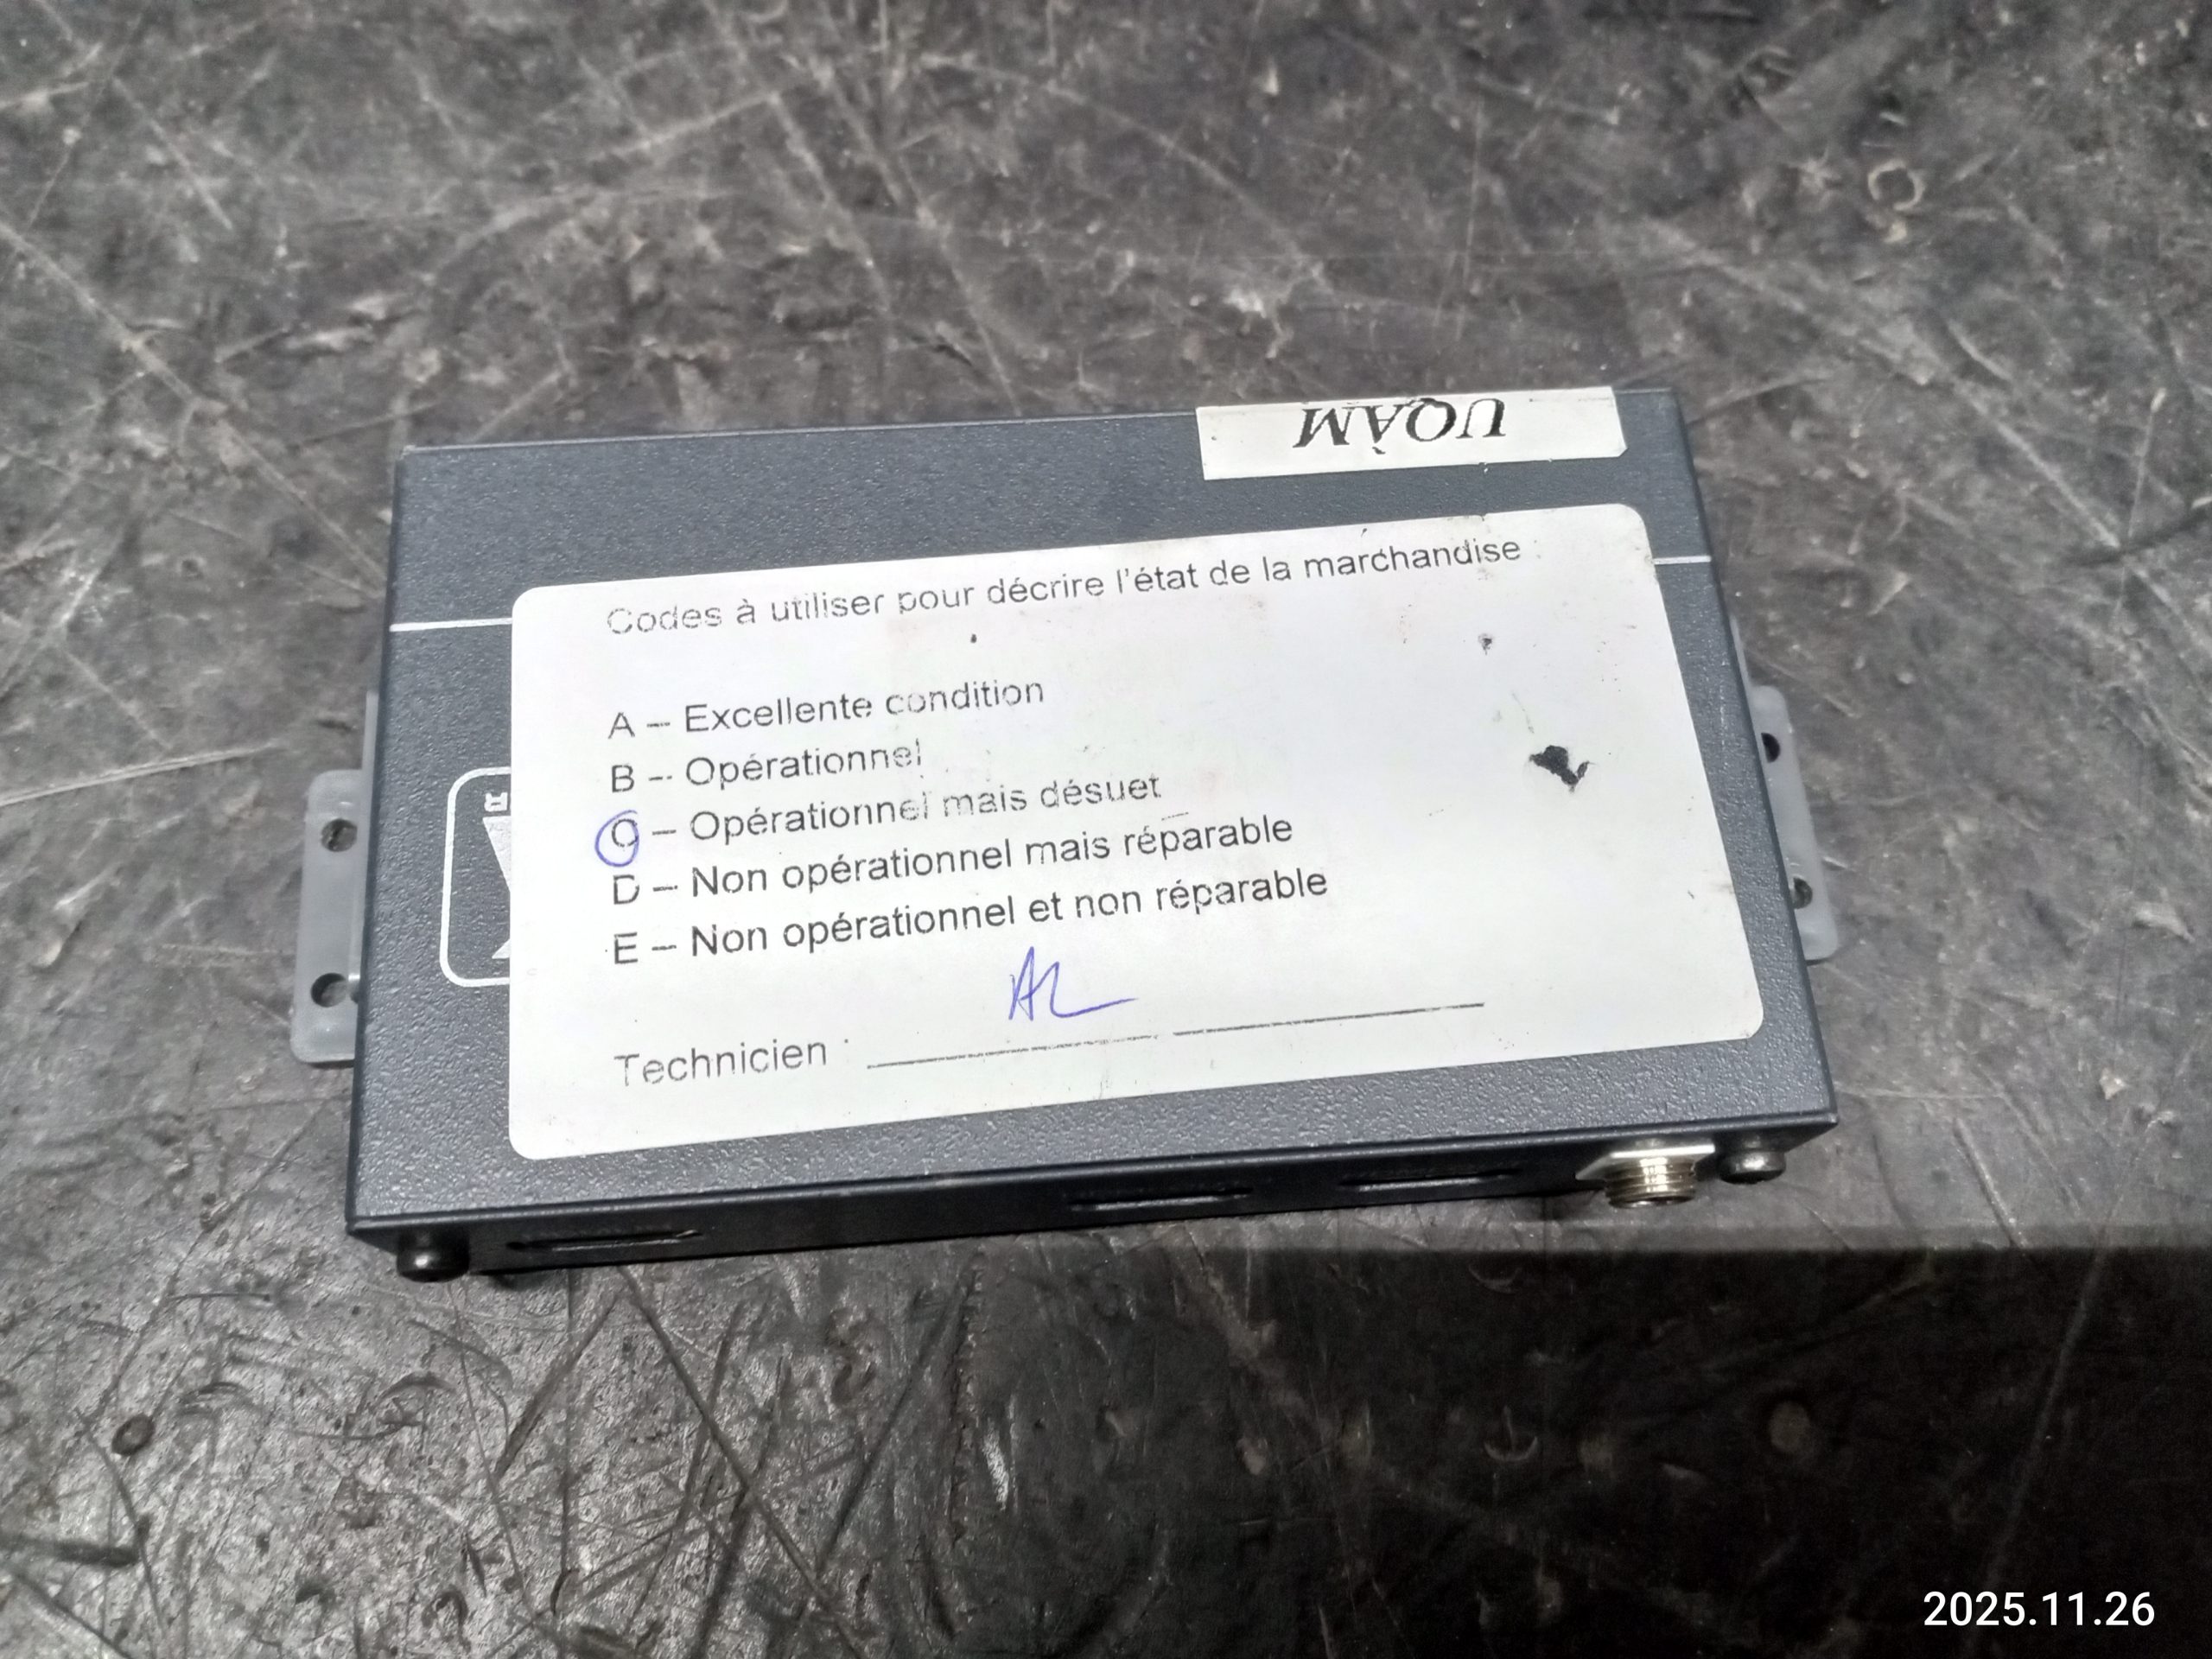 UQÀM
Codes à utiliser pour décrire l'état de la marchandise :
A – Excellente condition
B – Opérationnel
C – Opérationnel mais désuet
D – Non opérationnel mais réparable
E – Non opérationnel et non réparable
AL
Technicien :
2025.11.26